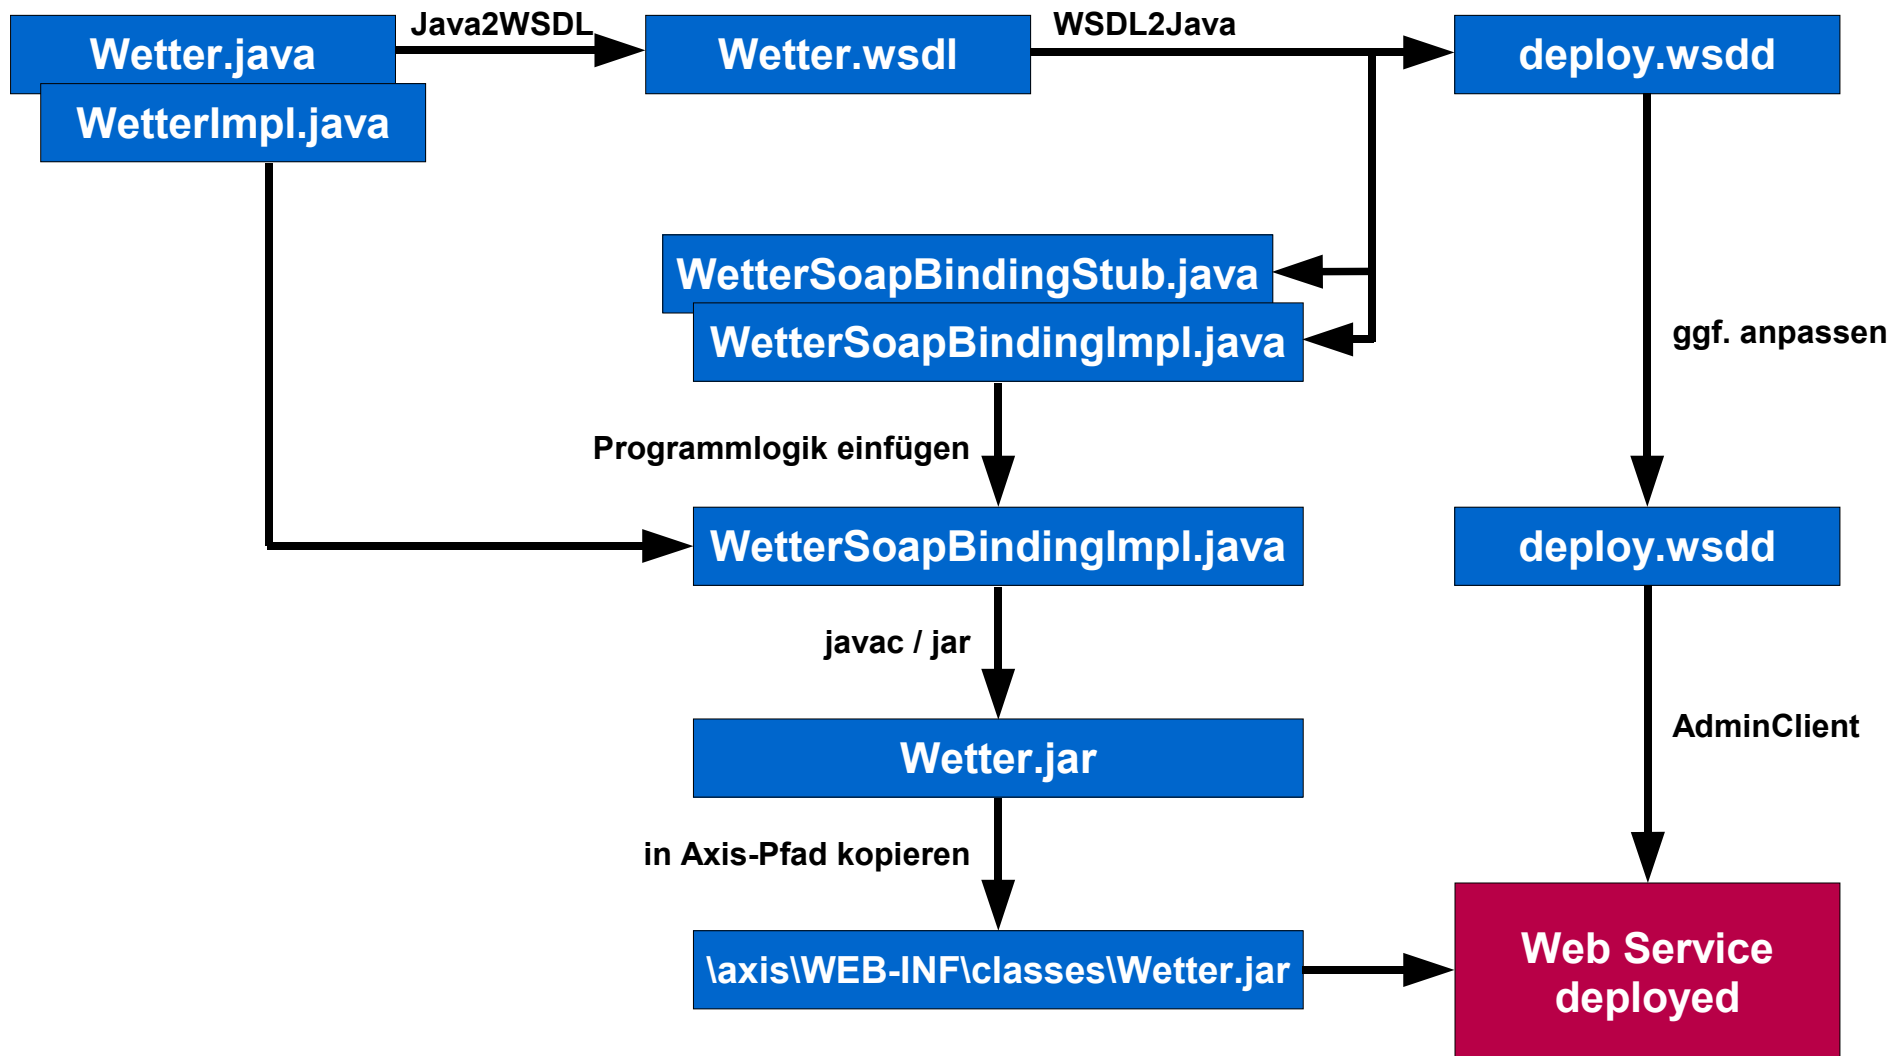 Java2WSDL
WSDL2Java
Wetter.java
Wetter.wsdl
deploy.wsdd
WetterImpl.java
WetterSoapBindingStub.java
WetterSoapBindingImpl.java
ggf. anpassen
Programmlogik einfügen
WetterSoapBindingImpl.java
deploy.wsdd
javac / jar
AdminClient
Wetter.jar
in Axis-Pfad kopieren
\axis\WEB-INF\classes\Wetter.jar
Web Service
deployed